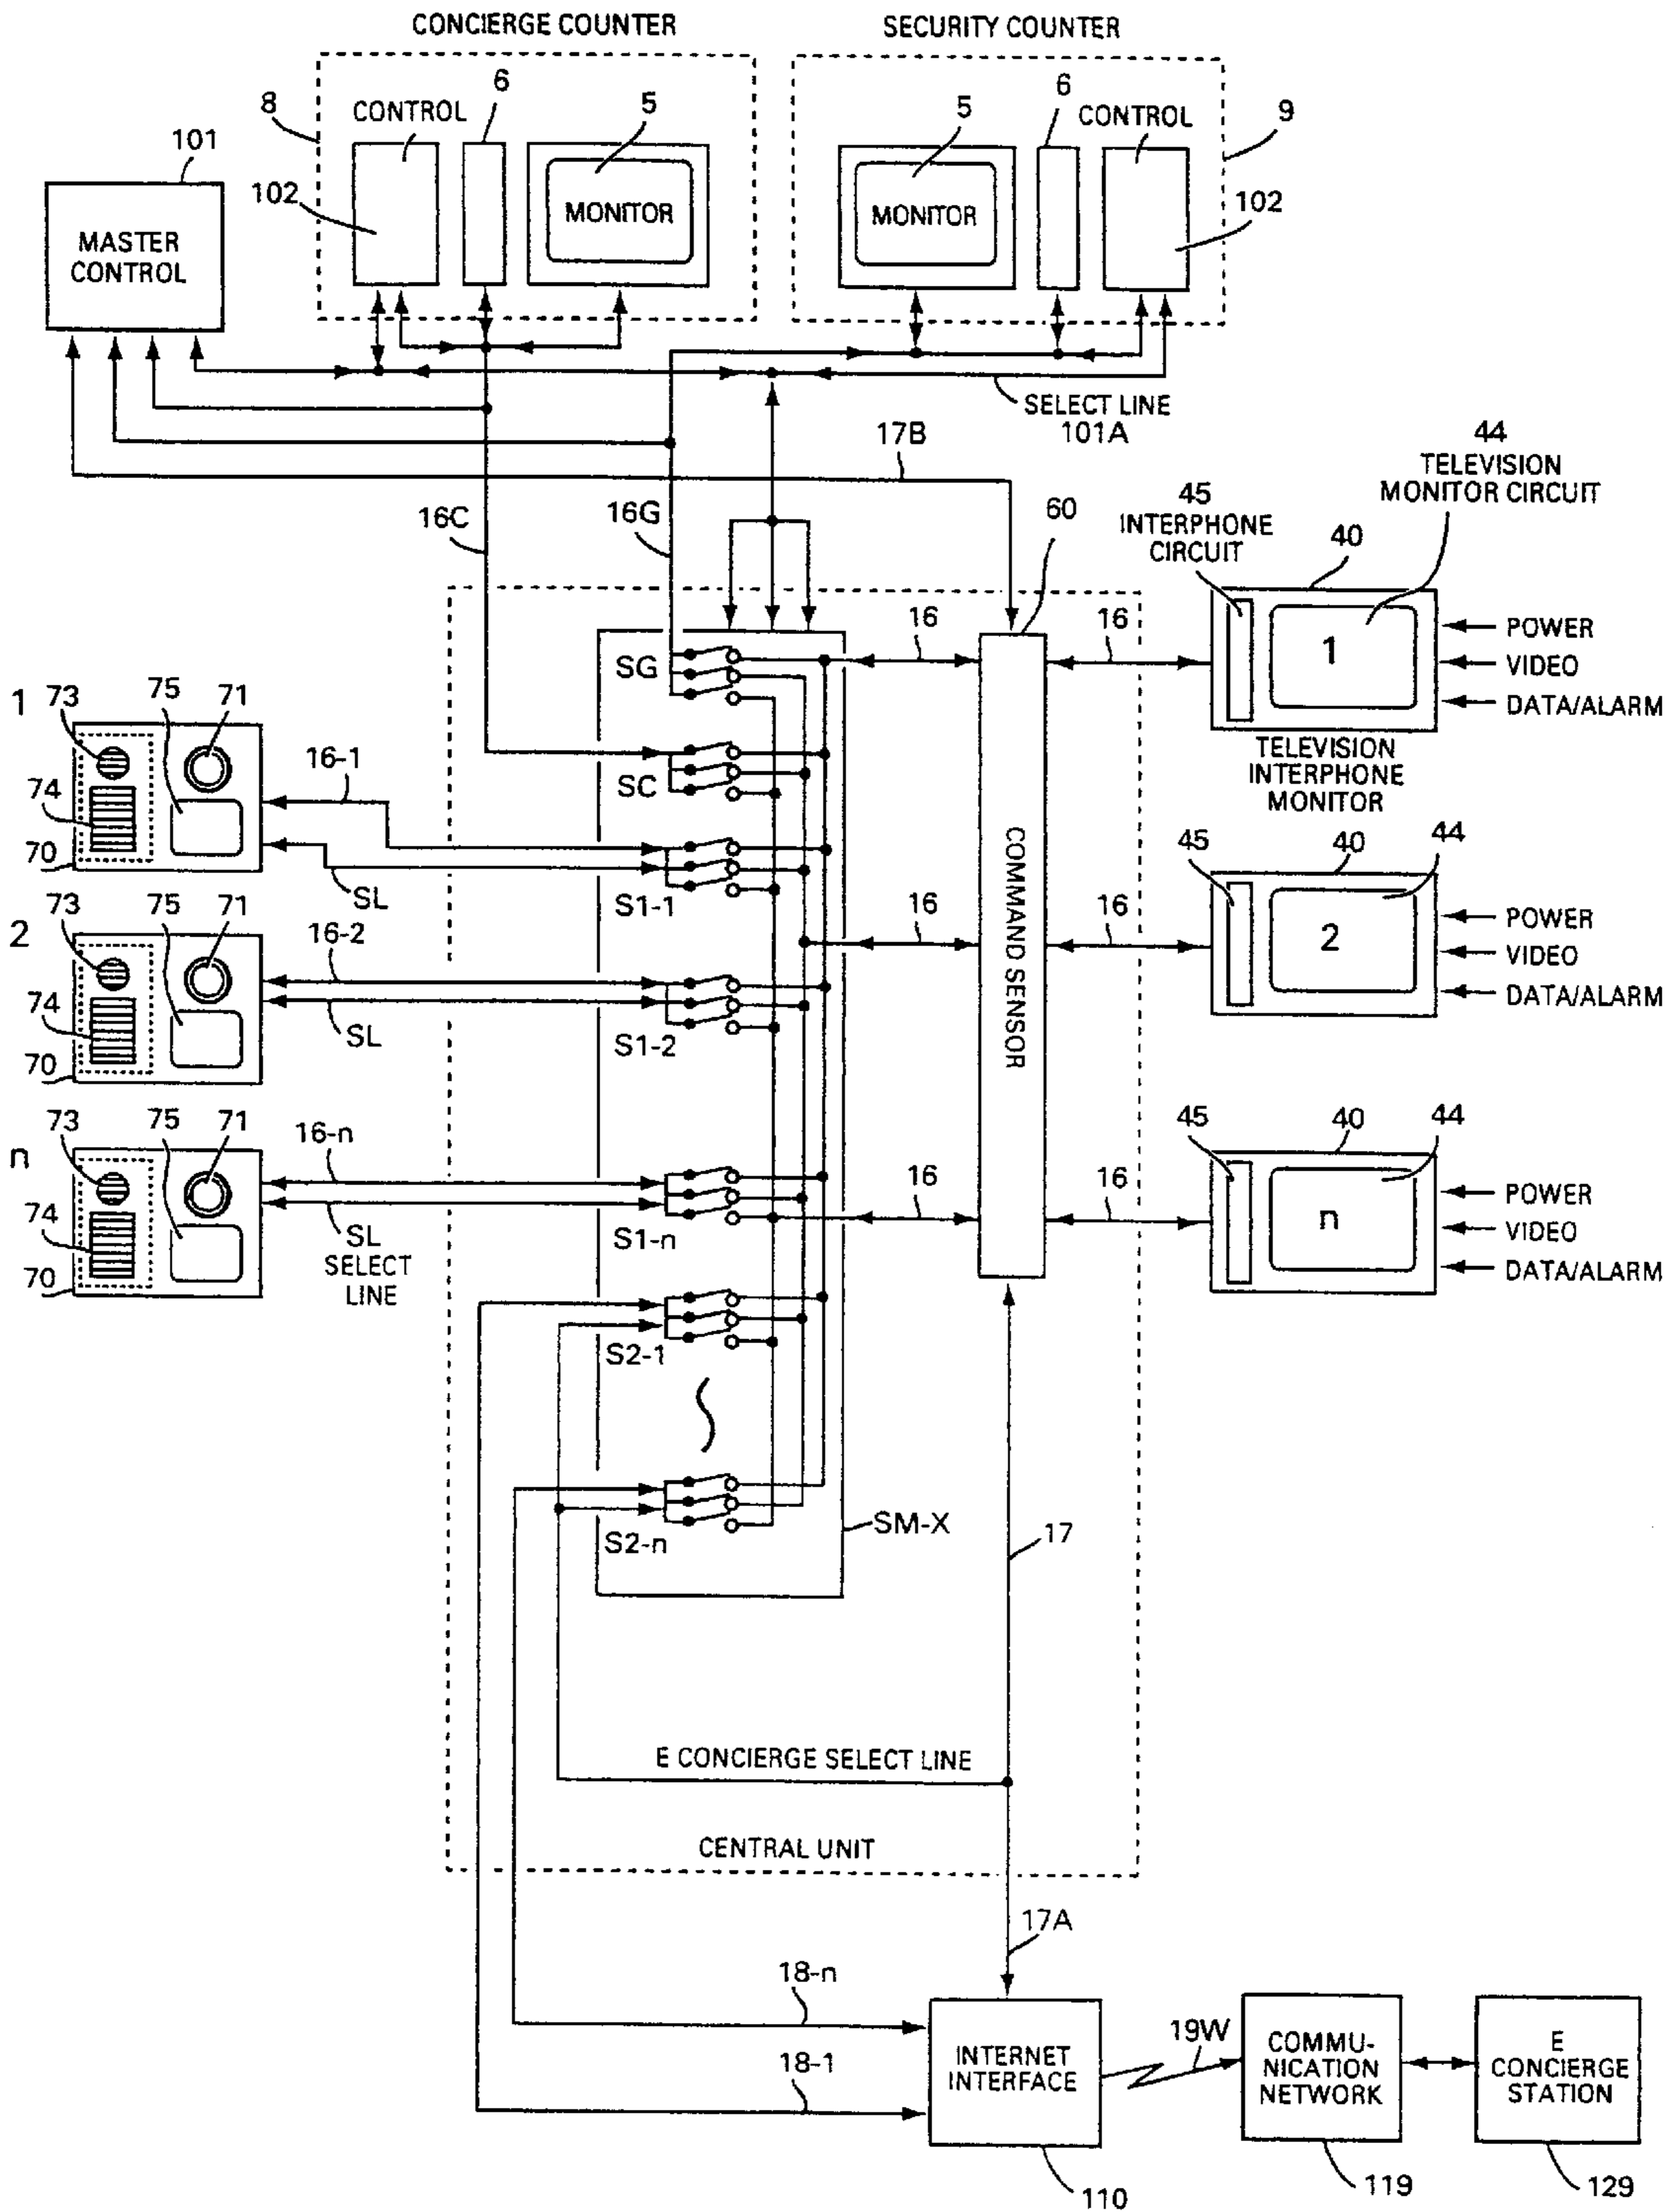 CONCIERGE COUNTER
SECURITY COUNTER
8
CONTROL
6
5
5
6
CONTROL
9
101
102
MONITOR
MONITOR
102
MASTER
CONTROL
SELECT LINE
101A
17B
44
TELEVISION
MONITOR CIRCUIT
16C
16G
60
45
INTERPHONE
CIRCUIT
40
16
16
1
POWER
VIDEO
DATA/ALARM
SG
TELEVISION
INTERPHONE
MONITOR
1
73
75
71
16-1
74
70
SL
SC
S1-1
COMMAND SENSOR
45
40
44
2
73
75
71
16-2
74
70
SL
S1-2
16
16
2
POWER
VIDEO
DATA/ALARM
n
73
75
71
16-n
74
70
SL
SELECT
LINE
S1-n
16
16
45
40
44
n
POWER
VIDEO
DATA/ALARM
S2-1
S2-n
SM-X
17
E CONCIERGE SELECT LINE
CENTRAL UNIT
17A
18-n
18-1
INTERNET
INTERFACE
19W
COMMU-
NICATION
NETWORK
E
CONCIERGE
STATION
110
119
129